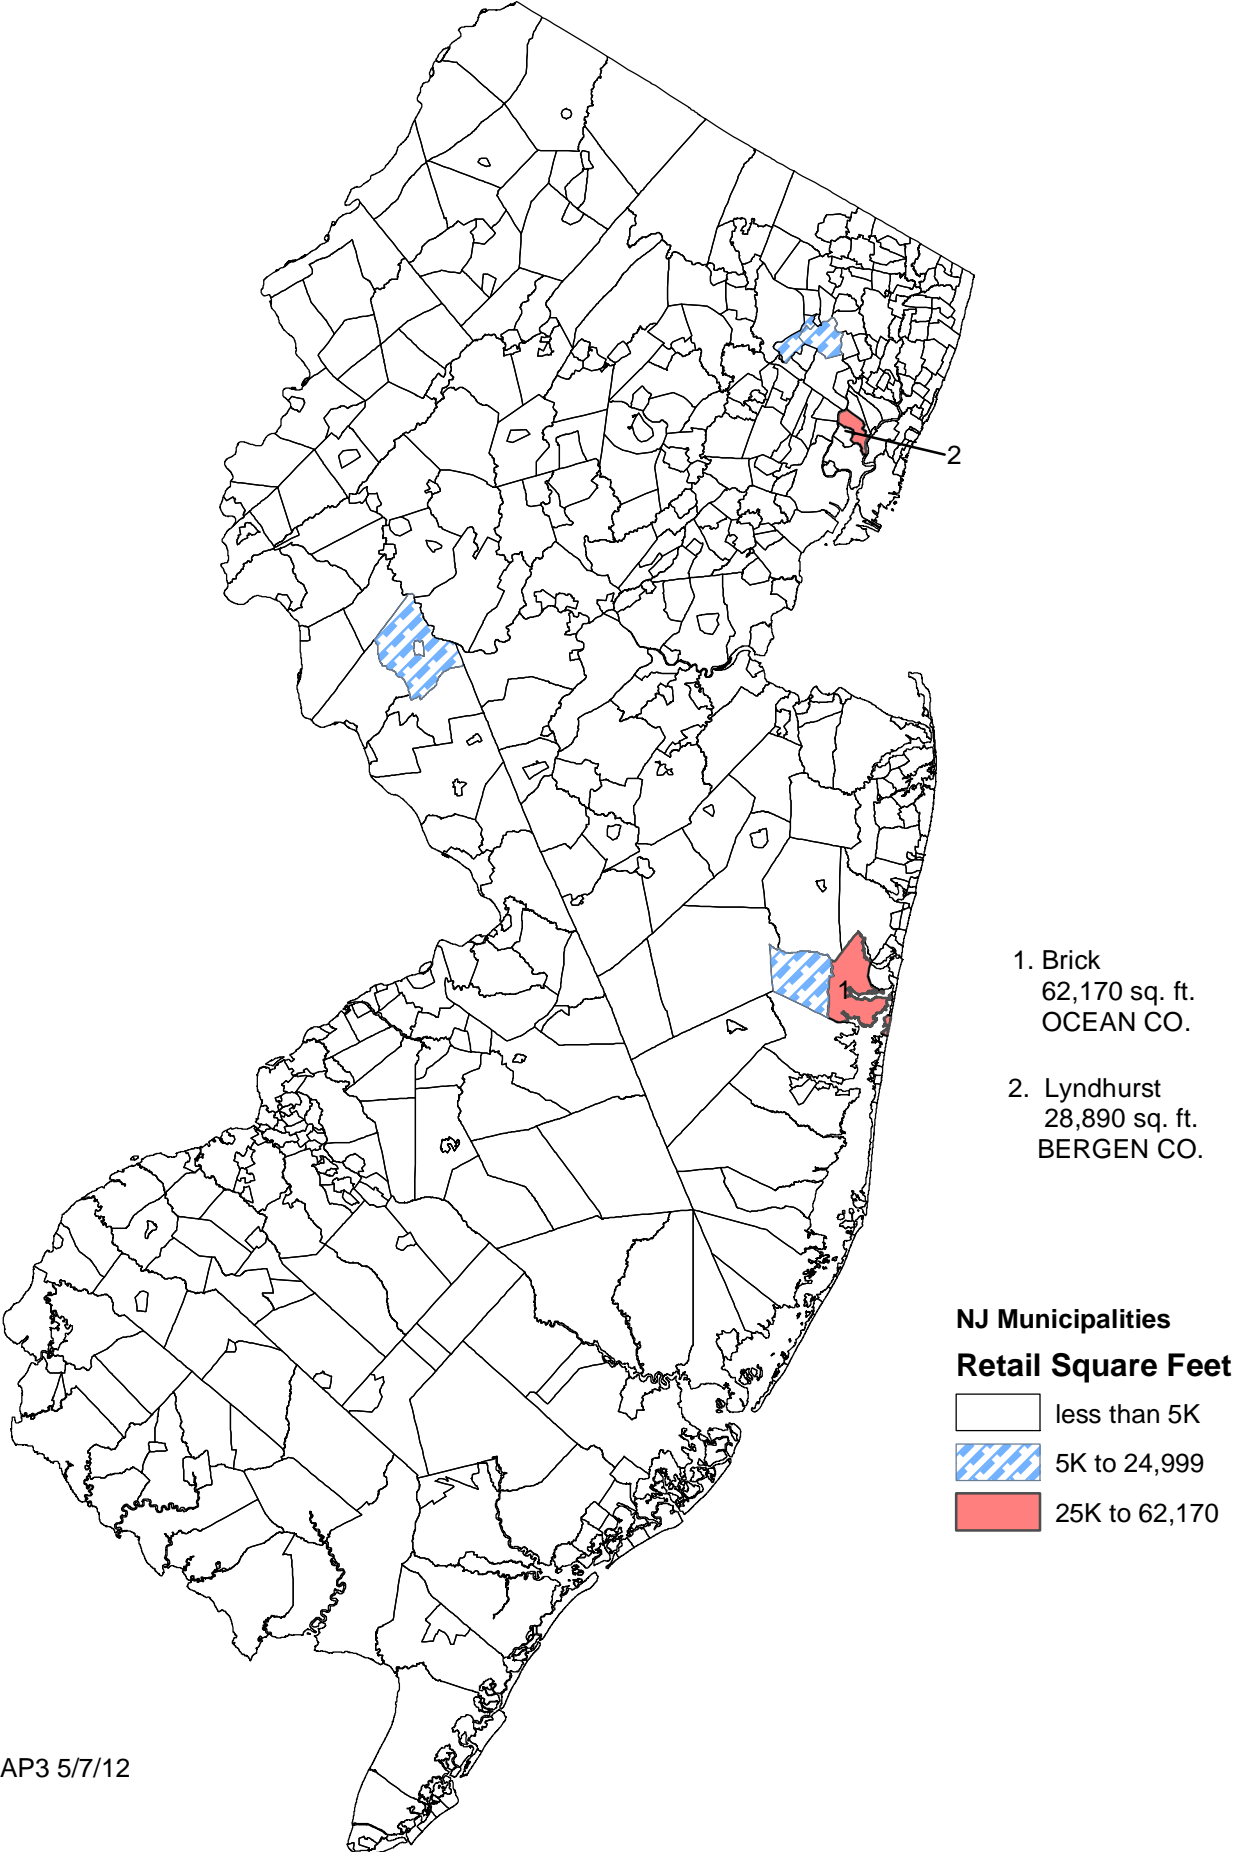 2
1
1. Brick
62,170 sq. ft.
OCEAN CO.
2. Lyndhurst
28,890 sq. ft.
BERGEN CO.
NJ Municipalities
Retail Square Feet
less than 5K
5K to 24,999
25K to 62,170
AP3 5/7/12